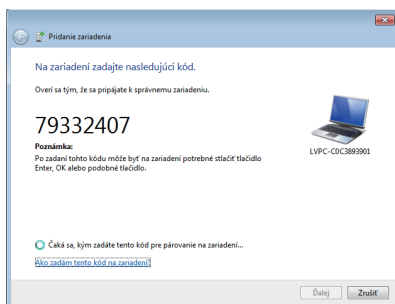 Pridanie zariadenia
Na zariadení zadajte nasledujúci kód.
Overí sa tým, že sa pripájate k správnemu zariadeniu.
79332407
Poznámka:
Po zadaní tohto kódu môže byť na zariadení potrebné stlačiť tlačidlo
Enter, OK alebo podobné tlačidlo.
LVPC-C0C3893901
Čaká sa, kým zadáte tento kód pre párovanie na zariadení...
Ako zadám tento kód na zariadení?
Ďalej
Zrušiť